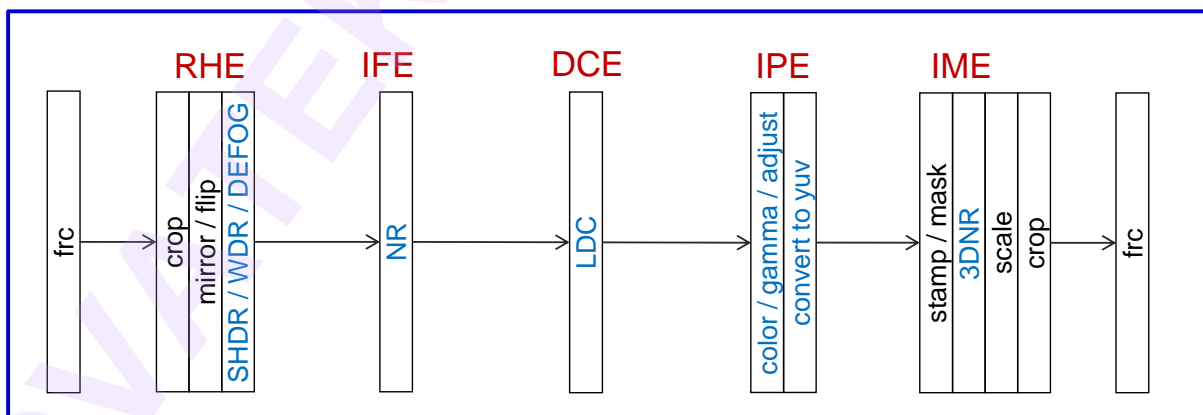 RHE
IFE
DCE
IPE
IME
frc
crop
mirror / flip
SHDR / WDR / DEFOG
NR
LDC
color / gamma / adjust
convert to yuv
stamp / mask
3DNR
scale
crop
frc
VATEK